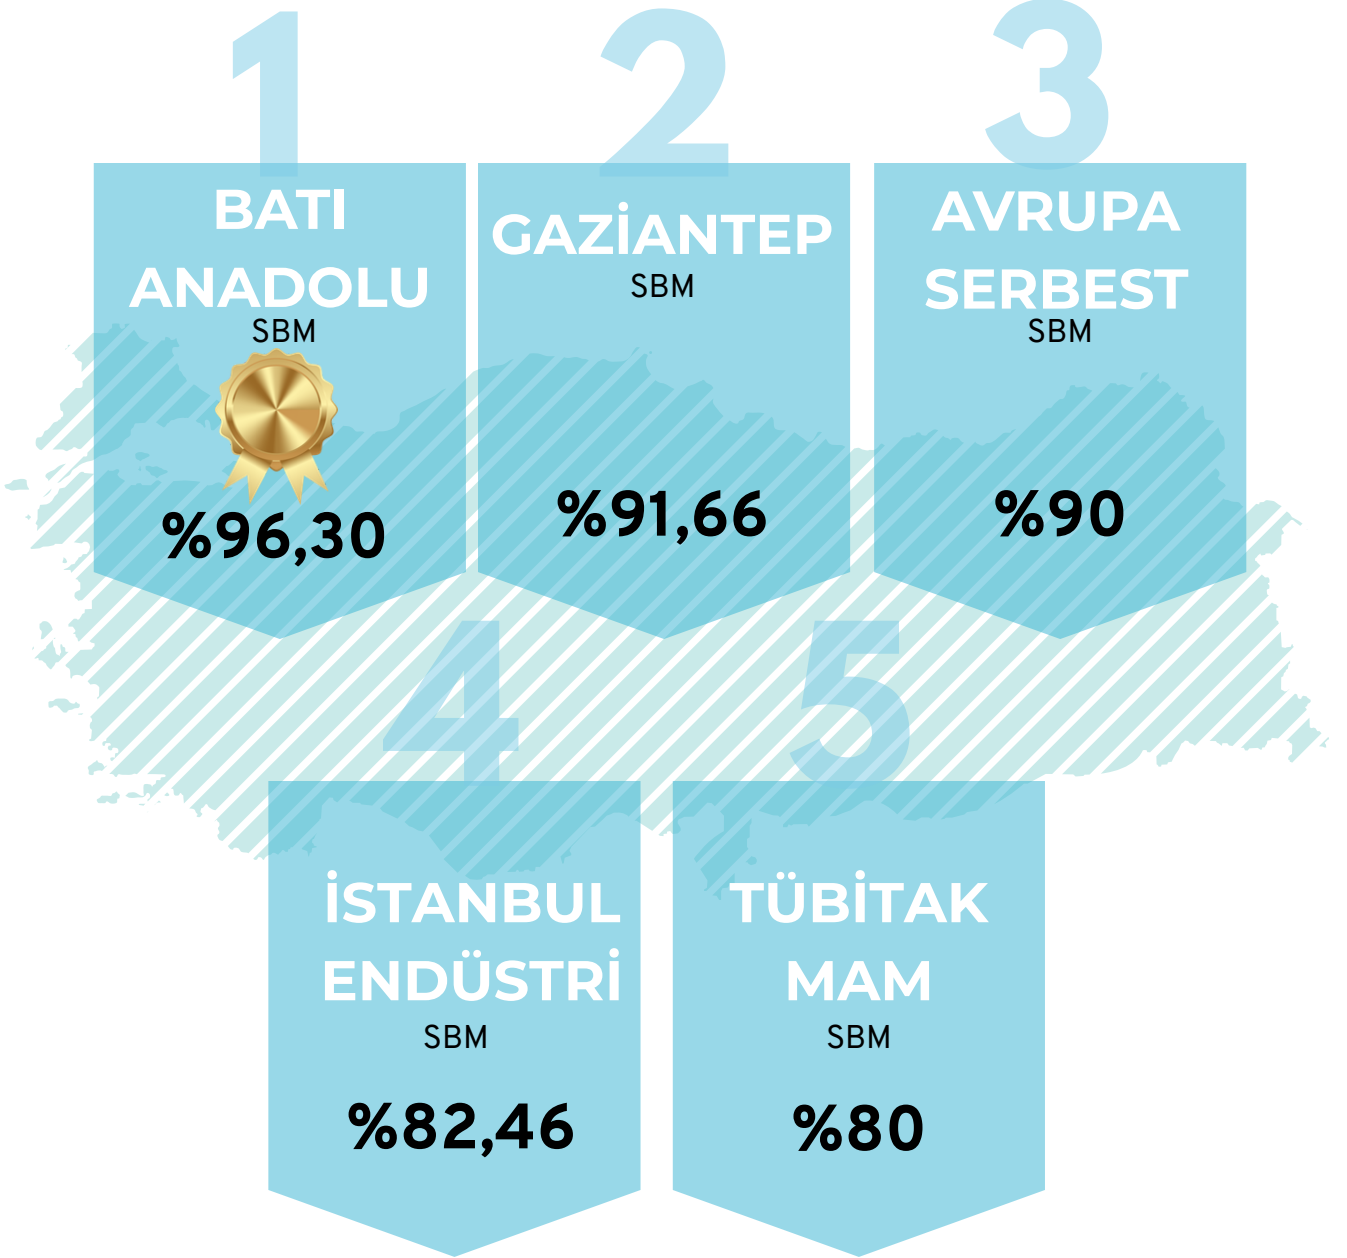 1
BATI
ANADOLU
SBM
%96,30
2
GAZİANTEP
SBM
%91,66
3
AVRUPA
SERBEST
SBM
%90
4
İSTANBUL
ENDÜSTRİ
SBM
%82,46
5
TÜBİTAK
MAM
SBM
%80